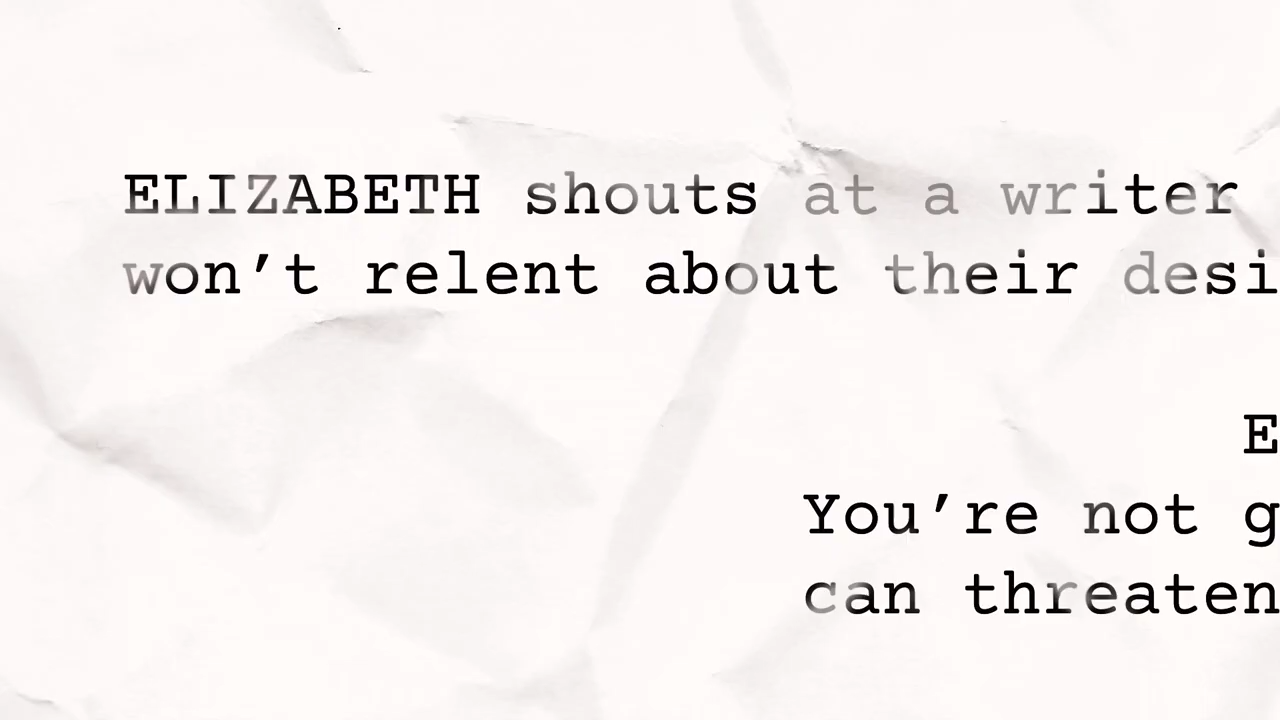 ELIZABETH shouts at a writer
won’t relent about their desi
E
You’re not g
can threaten